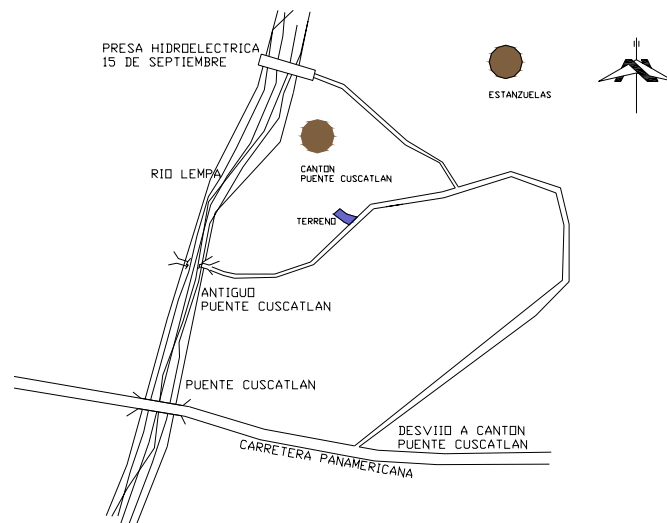 PRESA HIDROELECTRICA
15 DE SEPTIEMBRE
ESTANZUELAS
RIO LEMPA
CANTON
PUENTE CUSCATLAN
TERRENO
ANTIGUO
PUENTE CUSCATLAN
PUENTE CUSCATLAN
DESVIIO A CANTON
PUENTE CUSCATLAN
CARRETERA PANAMERICANA